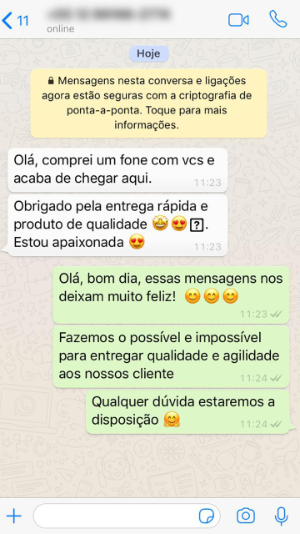 11
online
Hoje
Mensagens nesta conversa e ligações
agora estão seguras com a criptografia de
ponta-a-ponta. Toque para mais
informações.
Olá, comprei um fone com vcs e
acaba de chegar aqui.
11:23
Obrigado pela entrega rápida e
produto de qualidade 🤩😍⍰.
Estou apaixonada 😍
11:23
Olá, bom dia, essas mensagens nos
deixam muito feliz! 😊😊😊
11:23
Fazemos o possível e impossível
para entregar qualidade e agilidade
aos nossos cliente
11:24
Qualquer dúvida estaremos a
disposição 🤗
11:24